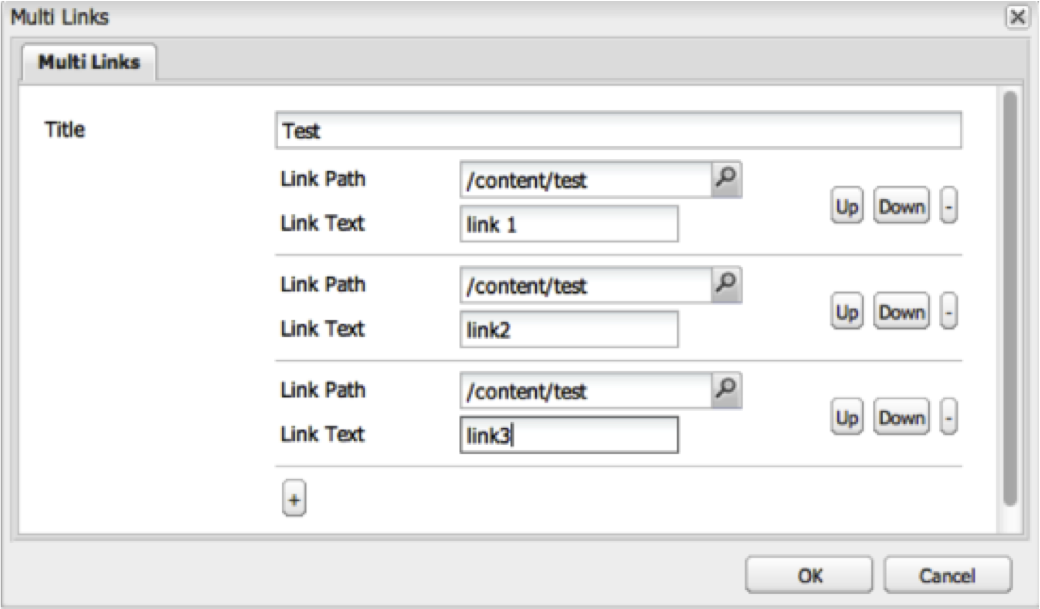 Multi Links
Multi Links
Title Test
Link Path /content/test
Up Down -
Link Text link 1
Link Path /content/test
Up Down -
Link Text link2
Link Path /content/test
Up Down -
Link Text link3
+
OK Cancel